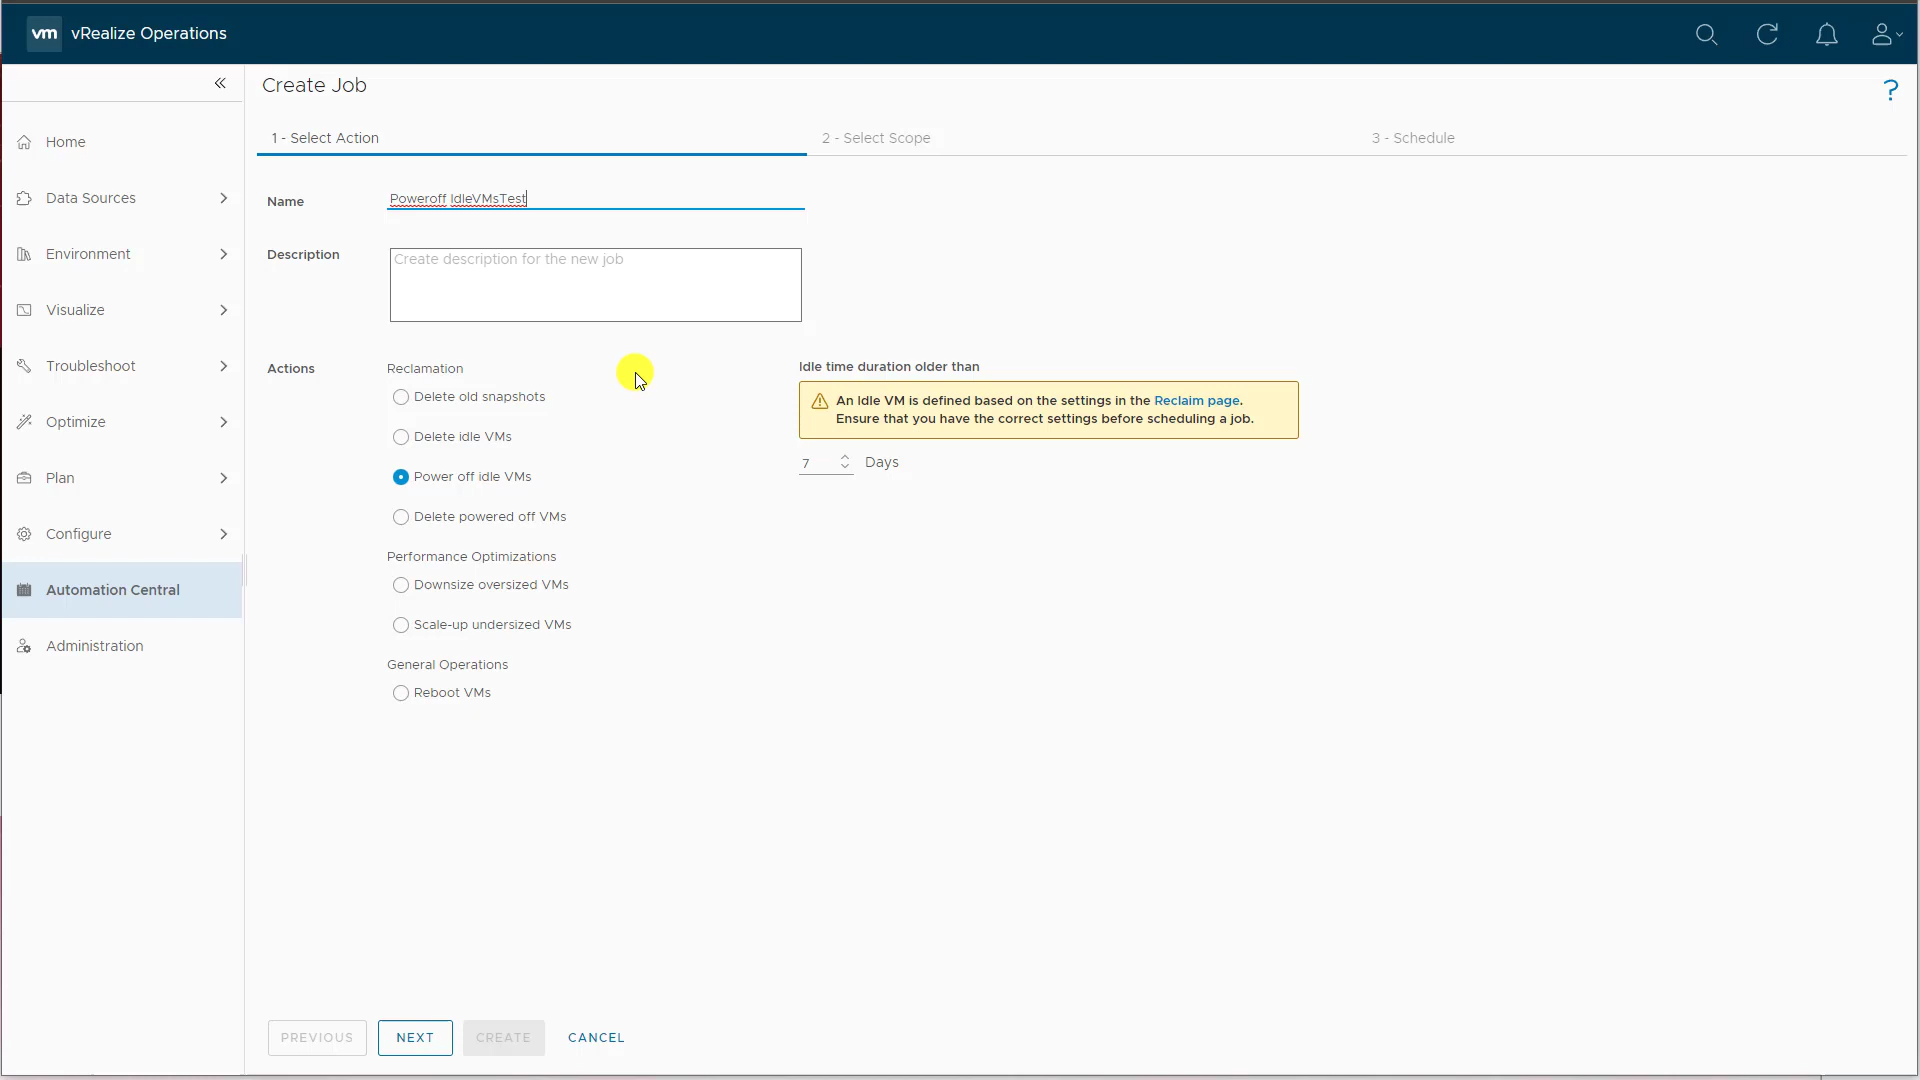 vm vRealize Operations
Create Job
?
1 - Select Action
2 - Select Scope
3 - Schedule
Home
Data Sources
Environment
Visualize
Troubleshoot
Optimize
Plan
Configure
Automation Central
Administration
Name
Poweroff IdleVMsTest
Description
Create description for the new job
Actions
Reclamation
Delete old snapshots
Delete idle VMs
Power off idle VMs
Delete powered off VMs
Performance Optimizations
Downsize oversized VMs
Scale-up undersized VMs
General Operations
Reboot VMs
Idle time duration older than
An Idle VM is defined based on the settings in the Reclaim page.
Ensure that you have the correct settings before scheduling a job.
7 Days
PREVIOUS
NEXT
CREATE
CANCEL